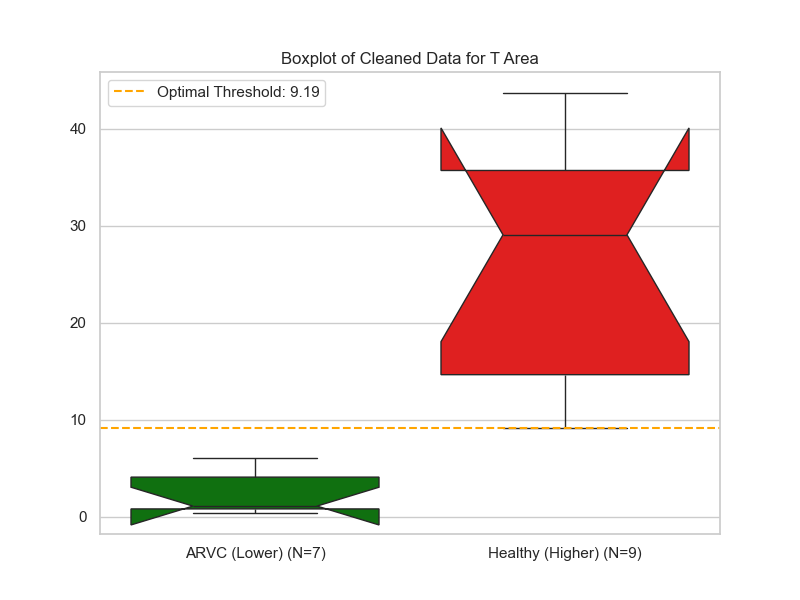 Boxplot of Cleaned Data for T Area
Optimal Threshold: 9.19
40
30
20
10
0
ARVC (Lower) (N=7)
Healthy (Higher) (N=9)